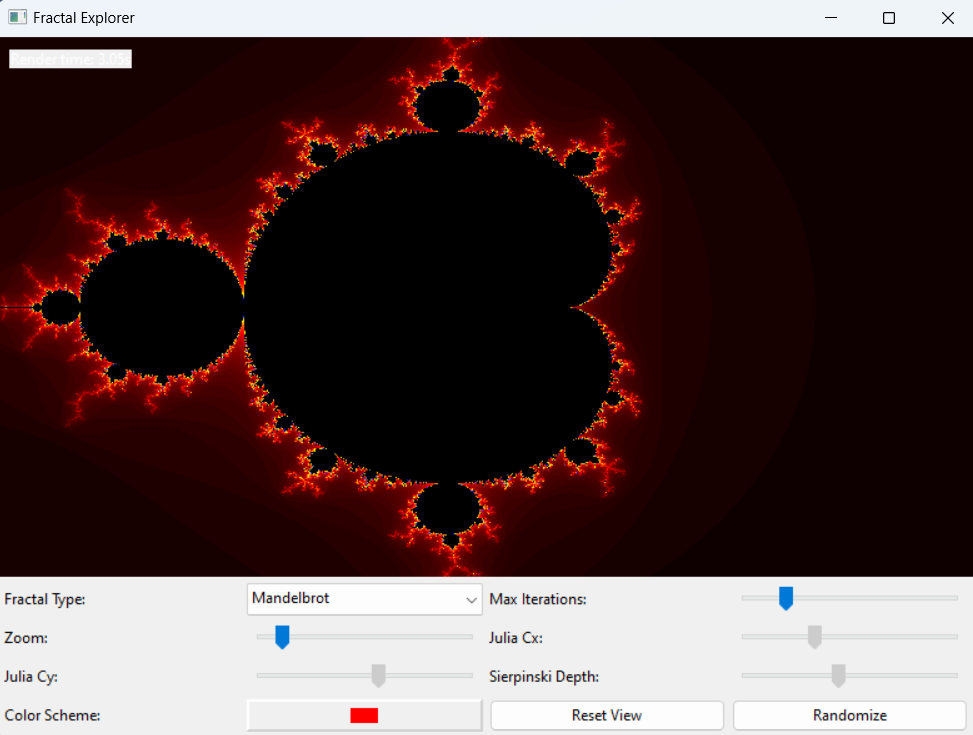 Fractal Explorer
Render time: 3.05s
Fractal Type:
Mandelbrot
Max Iterations:
Zoom:
Julia Cx:
Julia Cy:
Sierpinski Depth:
Color Scheme:
Reset View
Randomize